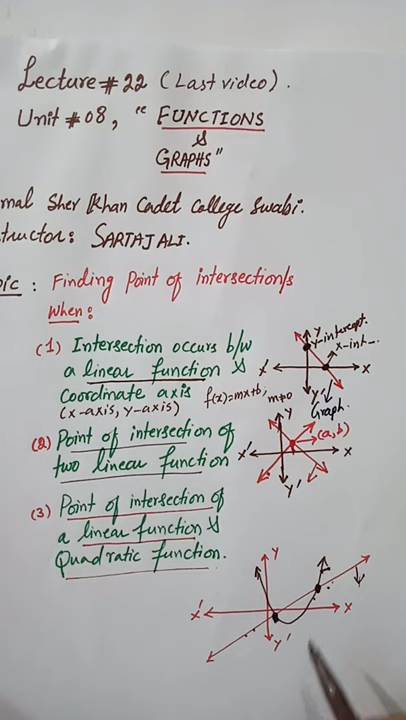 Lecture # 22 (Last video).
Unit # 08, " FUNCTIONS
&
GRAPHS"
mal Sher Khan Cadet College Swabi.
tructor: SARTAJ ALI.
pic: Finding Point of intersection/s
When:
(1) Intersection occurs b/w
a linear function &
Coordinate axis
(x-axis, y-axis)
f(x)=mx+b, m≠0
Y
y-intercept.
x-int-.
X'
X
Y'
Graph.
(2) Point of intersection of
two linear function
Y
(a,b)
X'
X
Y'
(3) Point of intersection of
a linear function &
Quadratic function.
Y
X'
X
Y'